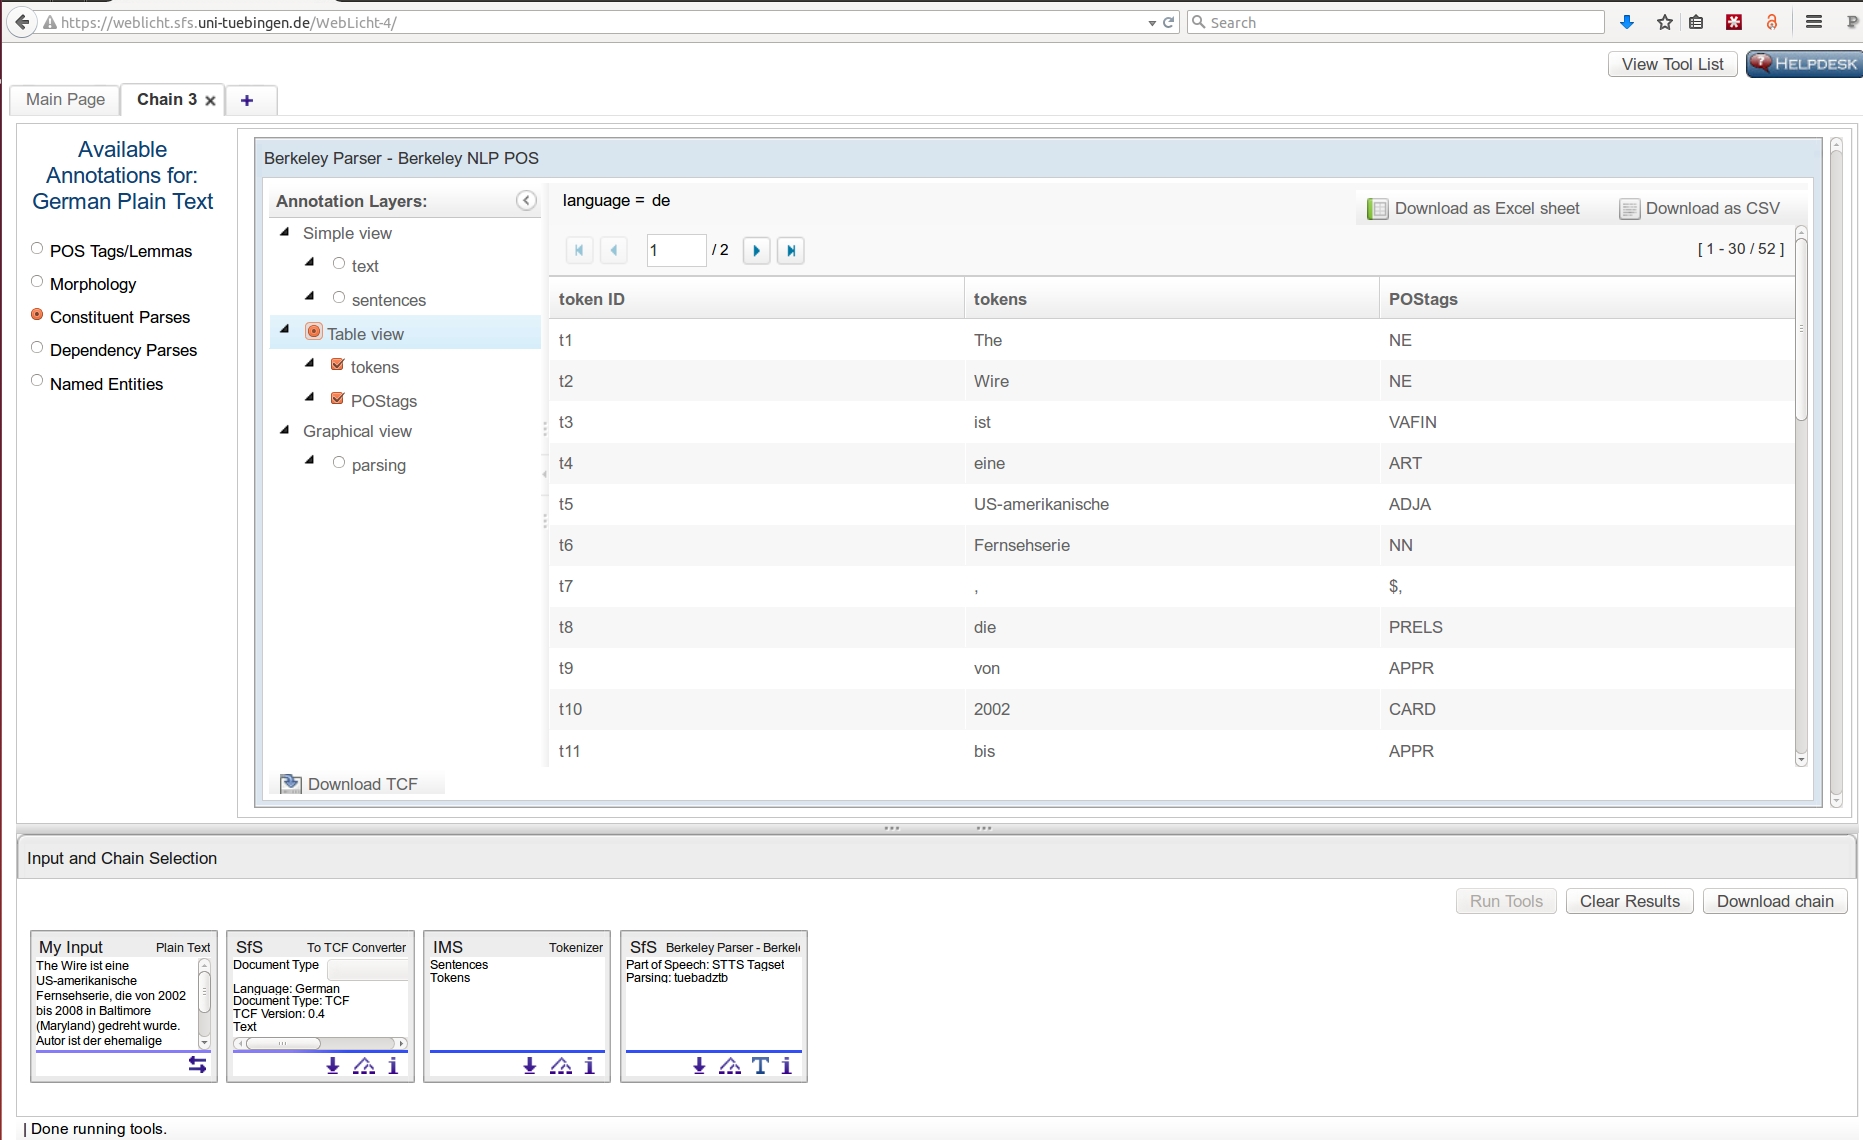 https://weblicht.sfs.uni-tuebingen.de/WebLicht-4/
Search
View Tool List
HELPDESK
Main Page
Chain 3
Available
Annotations for:
German Plain Text
POS Tags/Lemmas
Morphology
Constituent Parses
Dependency Parses
Named Entities
Berkeley Parser - Berkeley NLP POS
Annotation Layers:
Simple view
text
sentences
Table view
tokens
POStags
Graphical view
parsing
Download TCF
language = de
Download as Excel sheet
Download as CSV
1 / 2
[ 1 - 30 / 52 ]
token ID tokens POStags
t1 The NE
t2 Wire NE
t3 ist VAFIN
t4 eine ART
t5 US-amerikanische ADJA
t6 Fernsehserie NN
t7 , $,
t8 die PRELS
t9 von APPR
t10 2002 CARD
t11 bis APPR
Input and Chain Selection
Run Tools
Clear Results
Download chain
My Input Plain Text
The Wire ist eine
US-amerikanische
Fernsehserie, die von 2002
bis 2008 in Baltimore
(Maryland) gedreht wurde.
Autor ist der ehemalige
SfS To TCF Converter
Document Type
Language: German
Document Type: TCF
TCF Version: 0.4
Text
IMS Tokenizer
Sentences
Tokens
SfS Berkeley Parser - Berkel
Part of Speech: STTS Tagset
Parsing: tuebadztb
Done running tools.